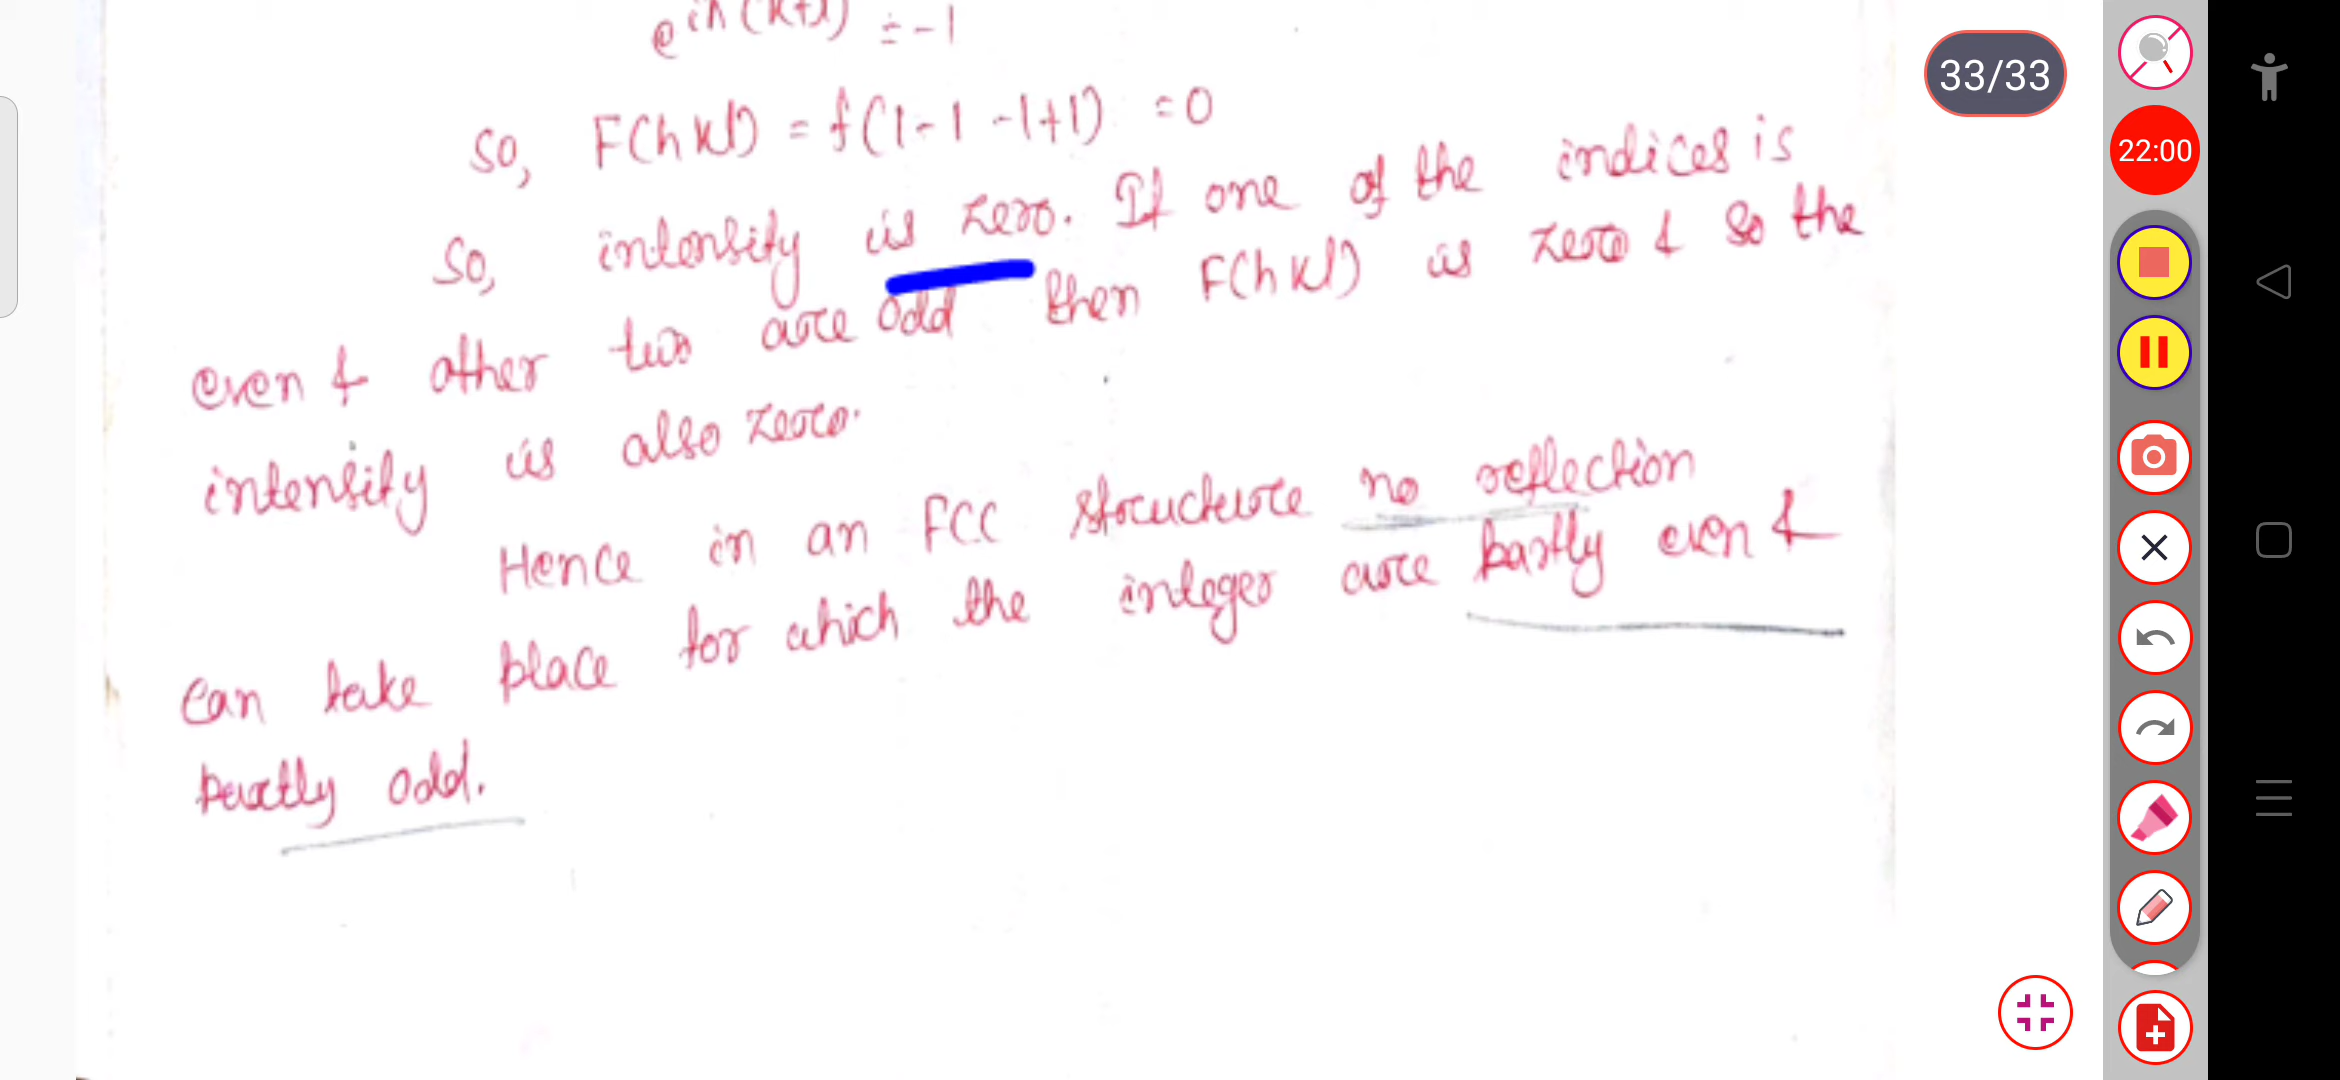 e^iπ(k+l) = -1
33/33
22:00
So, F(hkl) = f(1-1-1+1) = 0
So, intensity is zero. If one of the indices is
even & other two are odd then F(hkl) is zero & so the
intensity is also zero.
Hence in an FCC structure no reflection
can take place for which the integer are partly even &
partly odd.